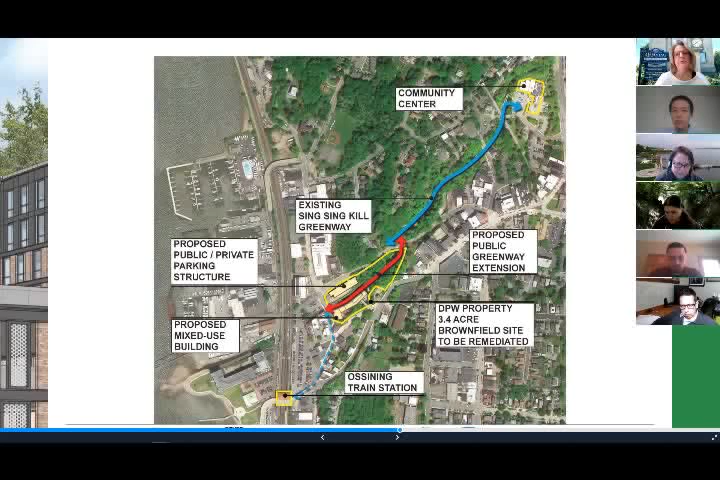 COMMUNITY
CENTER
EXISTING
SING SING KILL
GREENWAY
PROPOSED
PUBLIC / PRIVATE
PARKING
STRUCTURE
PROPOSED
PUBLIC
GREENWAY
EXTENSION
PROPOSED
MIXED-USE
BUILDING
DPW PROPERTY
3.4 ACRE
BROWNFIELD SITE
TO BE REMEDIATED
OSSINING
TRAIN STATION